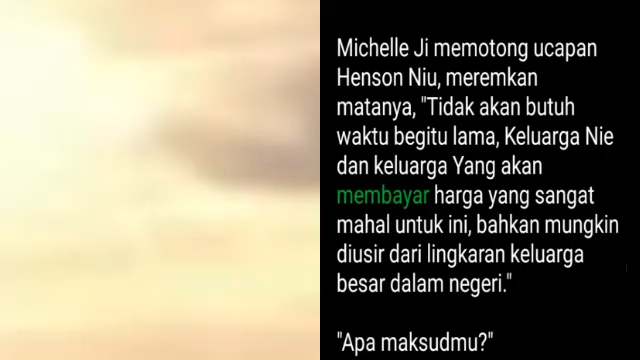 Michelle Ji memotong ucapan
Henson Niu, meremkan
matanya, "Tidak akan butuh
waktu begitu lama, Keluarga Nie
dan keluarga Yang akan
membayar harga yang sangat
mahal untuk ini, bahkan mungkin
diusir dari lingkaran keluarga
besar dalam negeri."
"Apa maksudmu?"